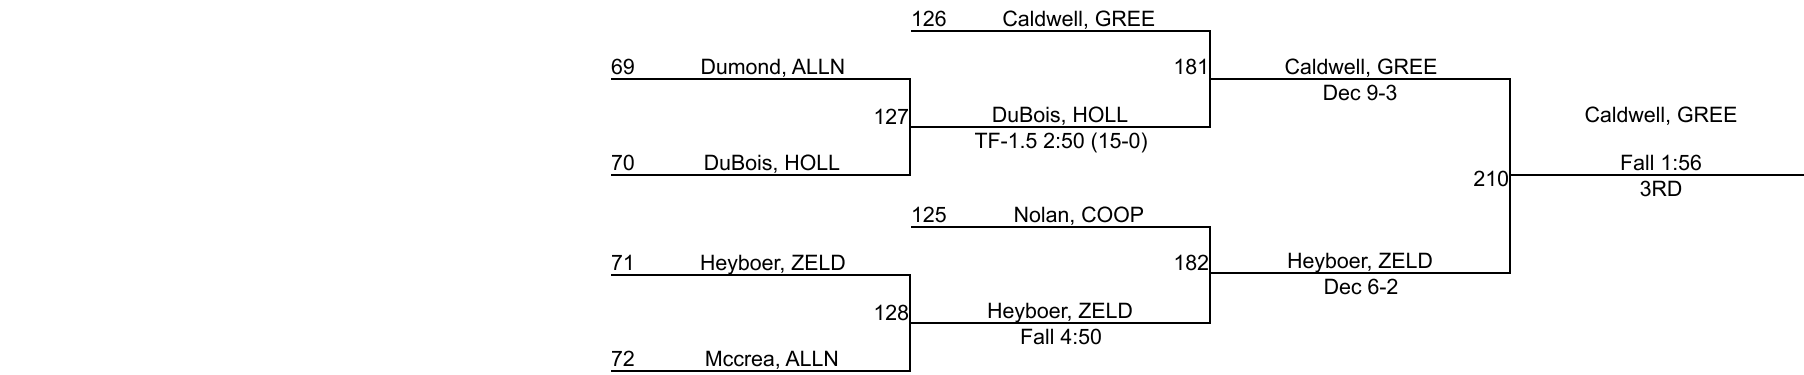 126 Caldwell, GREE
69 Dumond, ALLN
181 Caldwell, GREE
Dec 9-3
127 DuBois, HOLL
TF-1.5 2:50 (15-0)
Caldwell, GREE
70 DuBois, HOLL
210 Fall 1:56
3RD
125 Nolan, COOP
71 Heyboer, ZELD
182 Heyboer, ZELD
Dec 6-2
128 Heyboer, ZELD
Fall 4:50
72 Mccrea, ALLN